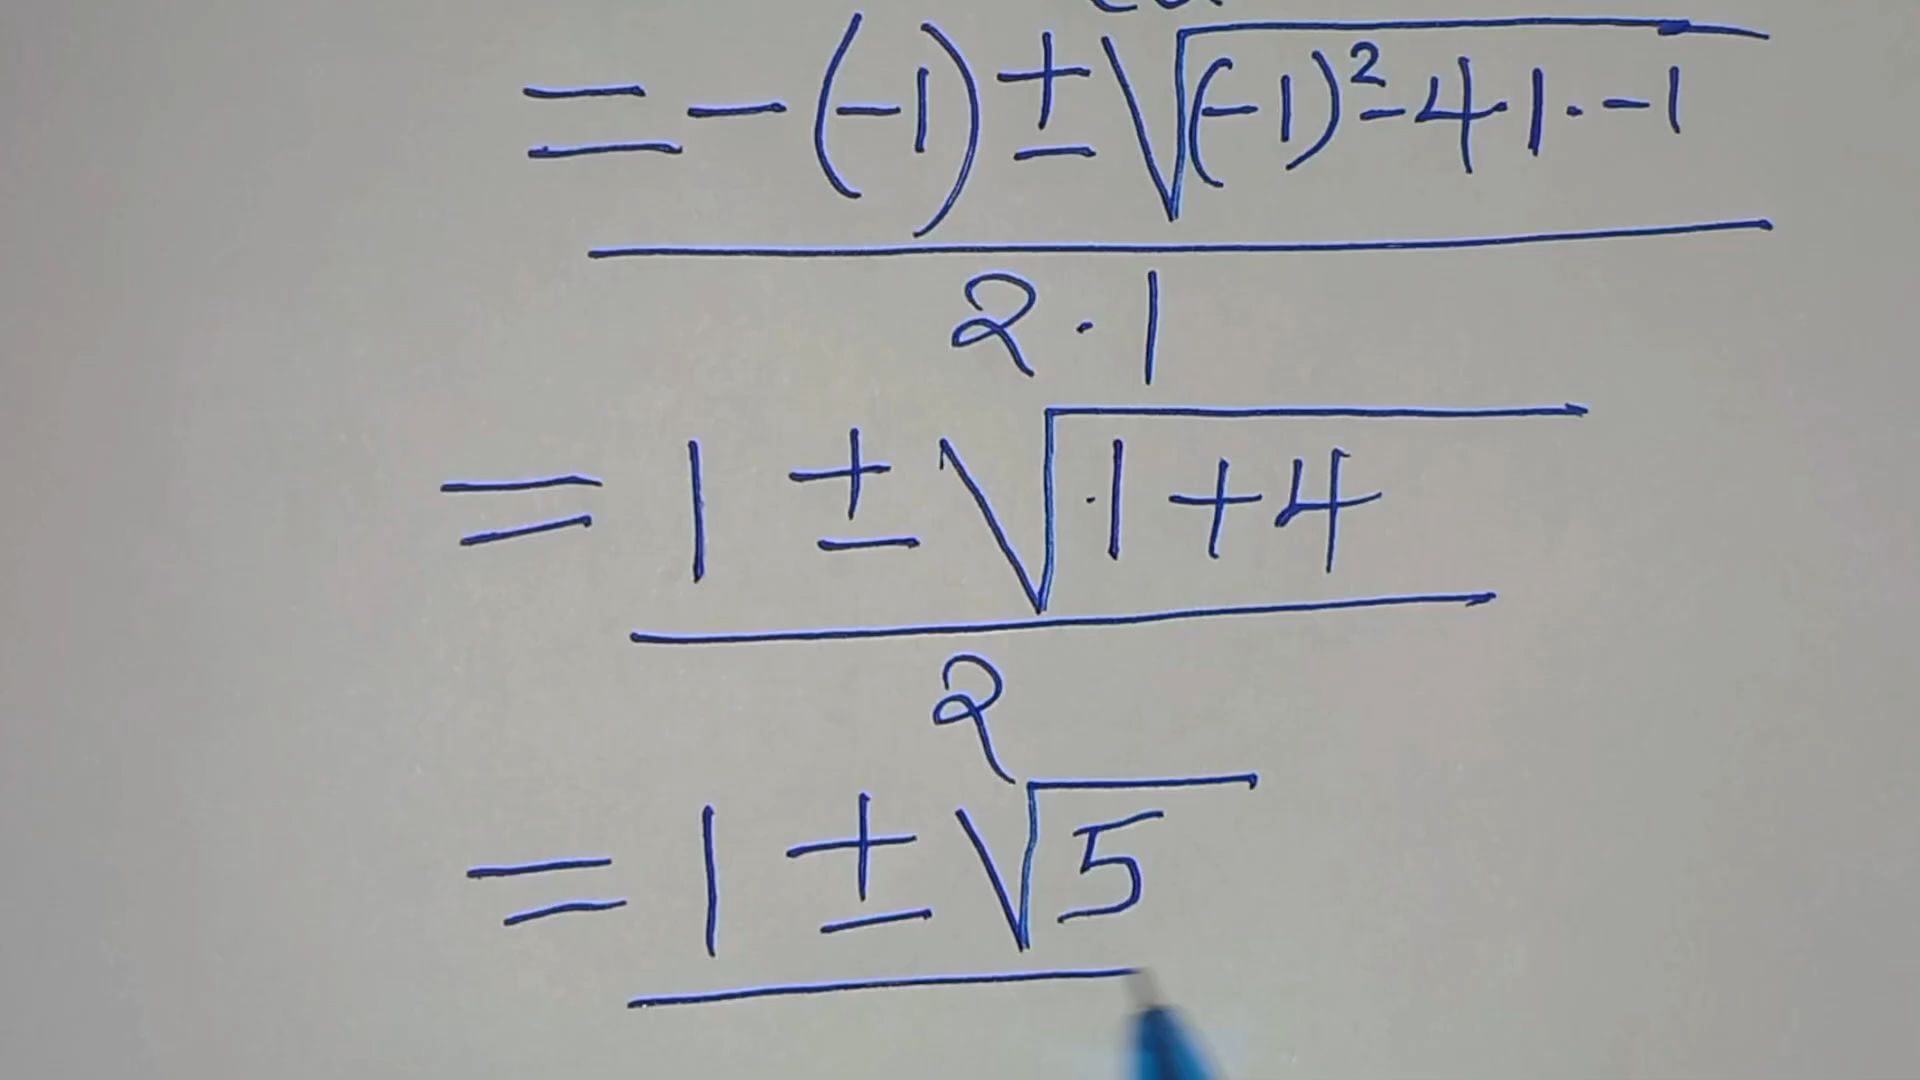 = -(-1) ± √(-1)² - 4·1·-1
2·1
= 1 ± √1+4
2
= 1 ± √5